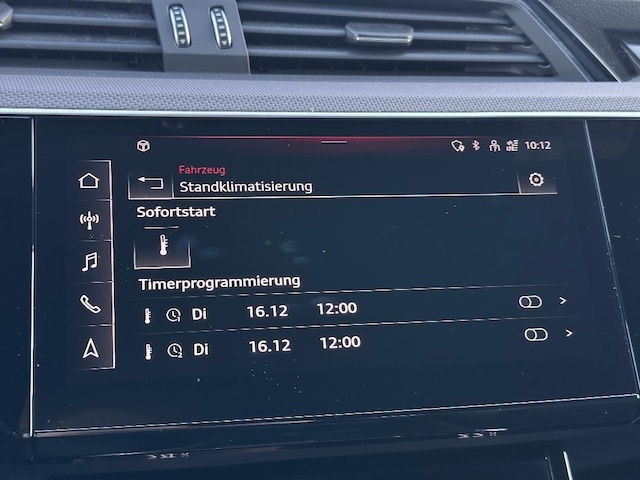 10:12
Fahrzeug
Standklimatisierung
Sofortstart
Timerprogrammierung
Di 16.12 12:00
Di 16.12 12:00